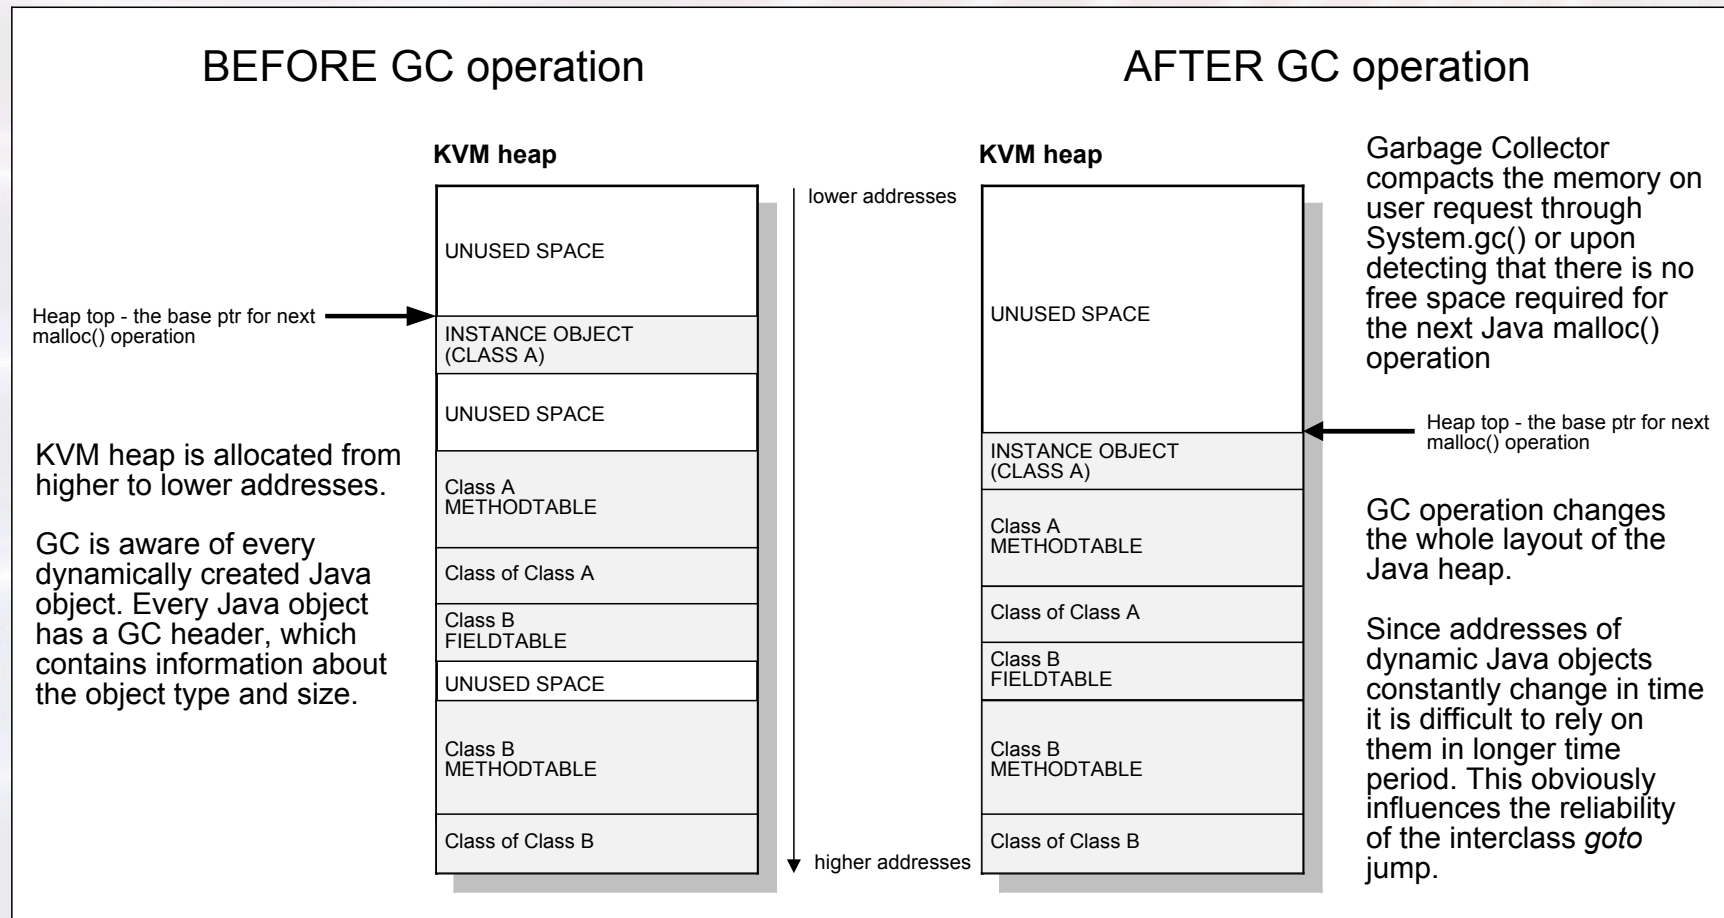 BEFORE GC operation
AFTER GC operation
KVM heap
UNUSED SPACE
Heap top - the base ptr for next
malloc() operation
INSTANCE OBJECT
(CLASS A)
UNUSED SPACE
Class A
METHODTABLE
Class of Class A
Class B
FIELDTABLE
UNUSED SPACE
Class B
METHODTABLE
Class of Class B
KVM heap is allocated from
higher to lower addresses.
GC is aware of every
dynamically created Java
object. Every Java object
has a GC header, which
contains information about
the object type and size.
lower addresses
higher addresses
KVM heap
UNUSED SPACE
INSTANCE OBJECT
(CLASS A)
Class A
METHODTABLE
Class of Class A
Class B
FIELDTABLE
Class B
METHODTABLE
Class of Class B
Garbage Collector
compacts the memory on
user request through
System.gc() or upon
detecting that there is no
free space required for
the next Java malloc()
operation
Heap top - the base ptr for next
malloc() operation
GC operation changes
the whole layout of the
Java heap.
Since addresses of
dynamic Java objects
constantly change in time
it is difficult to rely on
them in longer time
period. This obviously
influences the reliability
of the interclass goto
jump.